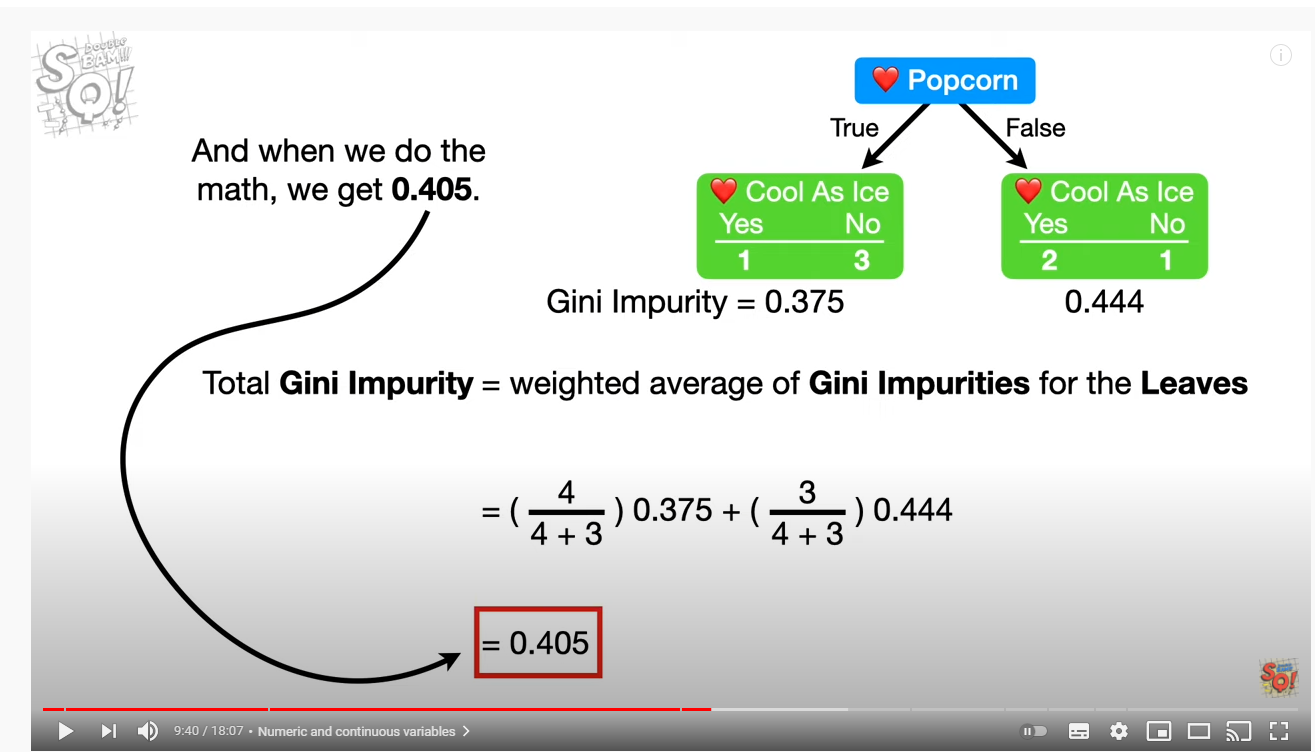 DOUBLE
BAM!!!
SQ!
❤️ Popcorn
And when we do the
math, we get 0.405.
True False
❤️ Cool As Ice ❤️ Cool As Ice
Yes No Yes No
1 3 2 1
Gini Impurity = 0.375 0.444
Total Gini Impurity = weighted average of Gini Impurities for the Leaves
= ( 4 / 4 + 3 ) 0.375 + ( 3 / 4 + 3 ) 0.444
= 0.405
SQ!
9:40 / 18:07 • Numeric and continuous variables >